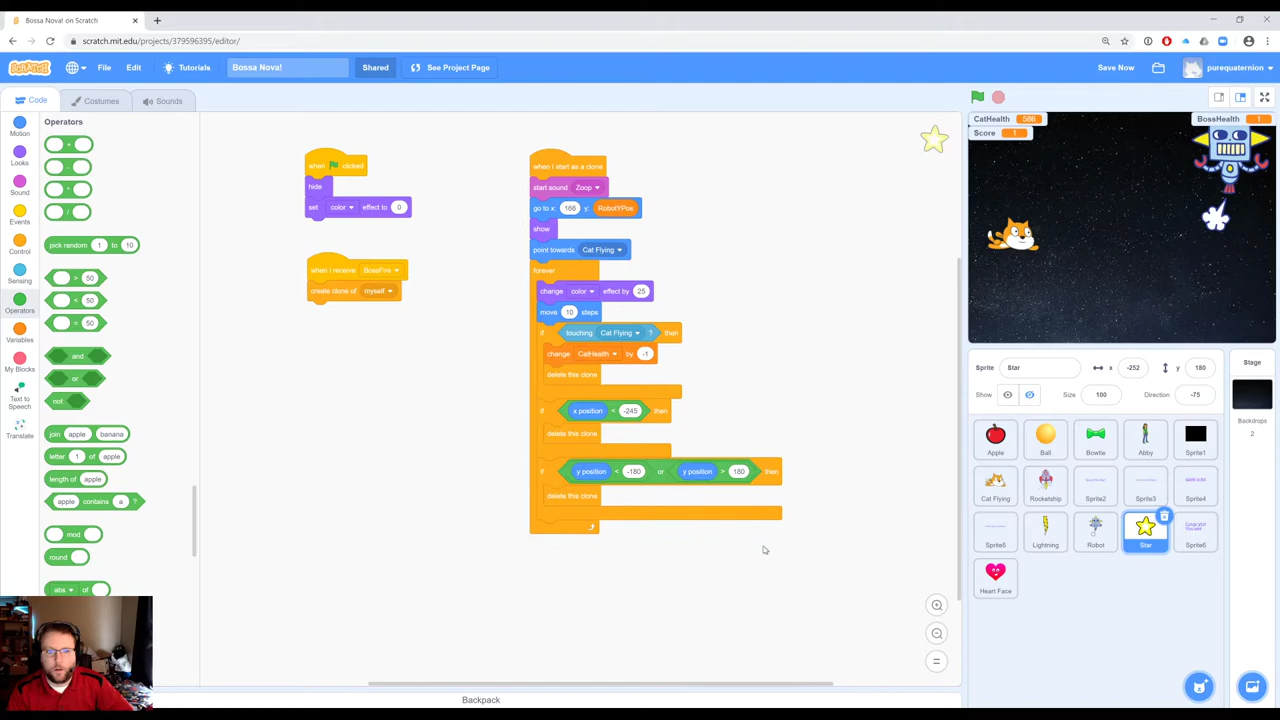 Bossa Nova! on Scratch
scratch.mit.edu/projects/379596395/editor/
SCRATCH File Edit Tutorials Bossa Nova! Shared See Project Page Save Now purequaternion
Code Costumes Sounds
Motion
Looks
Sound
Events
Control
Sensing
Operators
Variables
My Blocks
Text to
Speech
Translate
Operators
+
-
*
/
pick random 1 to 10
> 50
< 50
= 50
and
or
not
join apple banana
letter 1 of apple
length of apple
apple contains a ?
mod
round
abs of
when clicked
hide
set color effect to 0
when I receive BossFire
create clone of myself
when I start as a clone
start sound Zoop
go to x: 166 y: RobotYPos
show
point towards Cat Flying
forever
change color effect by 25
move 10 steps
if touching Cat Flying ? then
change CatHealth by -1
delete this clone
if x position < -245 then
delete this clone
if y position < -180 or y position > 180 then
delete this clone
Backpack
CatHealth 586 BossHealth 1
Score 1
Sprite Star x -252 y 180
Show Size 100 Direction -75
Stage
Backdrops
2
Apple Ball Bowtie Abby Sprite1
Cat Flying Rocketship Sprite2 Sprite3 Sprite4
Sprite5 Lightning Robot Star Sprite6
Heart Face